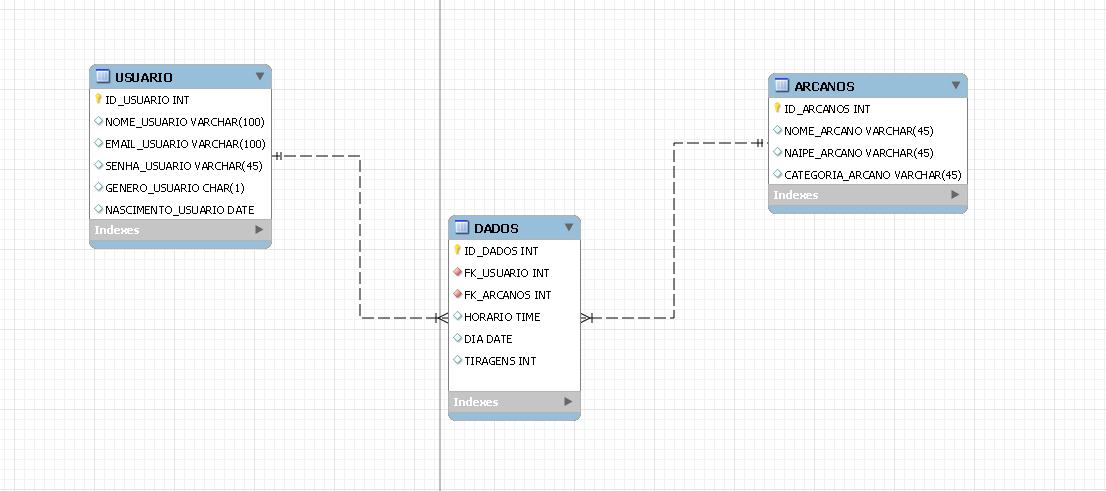 USUARIO
ID_USUARIO INT
NOME_USUARIO VARCHAR(100)
EMAIL_USUARIO VARCHAR(100)
SENHA_USUARIO VARCHAR(45)
GENERO_USUARIO CHAR(1)
NASCIMENTO_USUARIO DATE
Indexes
DADOS
ID_DADOS INT
FK_USUARIO INT
FK_ARCANOS INT
HORARIO TIME
DIA DATE
TIRAGENS INT
Indexes
ARCANOS
ID_ARCANOS INT
NOME_ARCANO VARCHAR(45)
NAIPE_ARCANO VARCHAR(45)
CATEGORIA_ARCANO VARCHAR(45)
Indexes